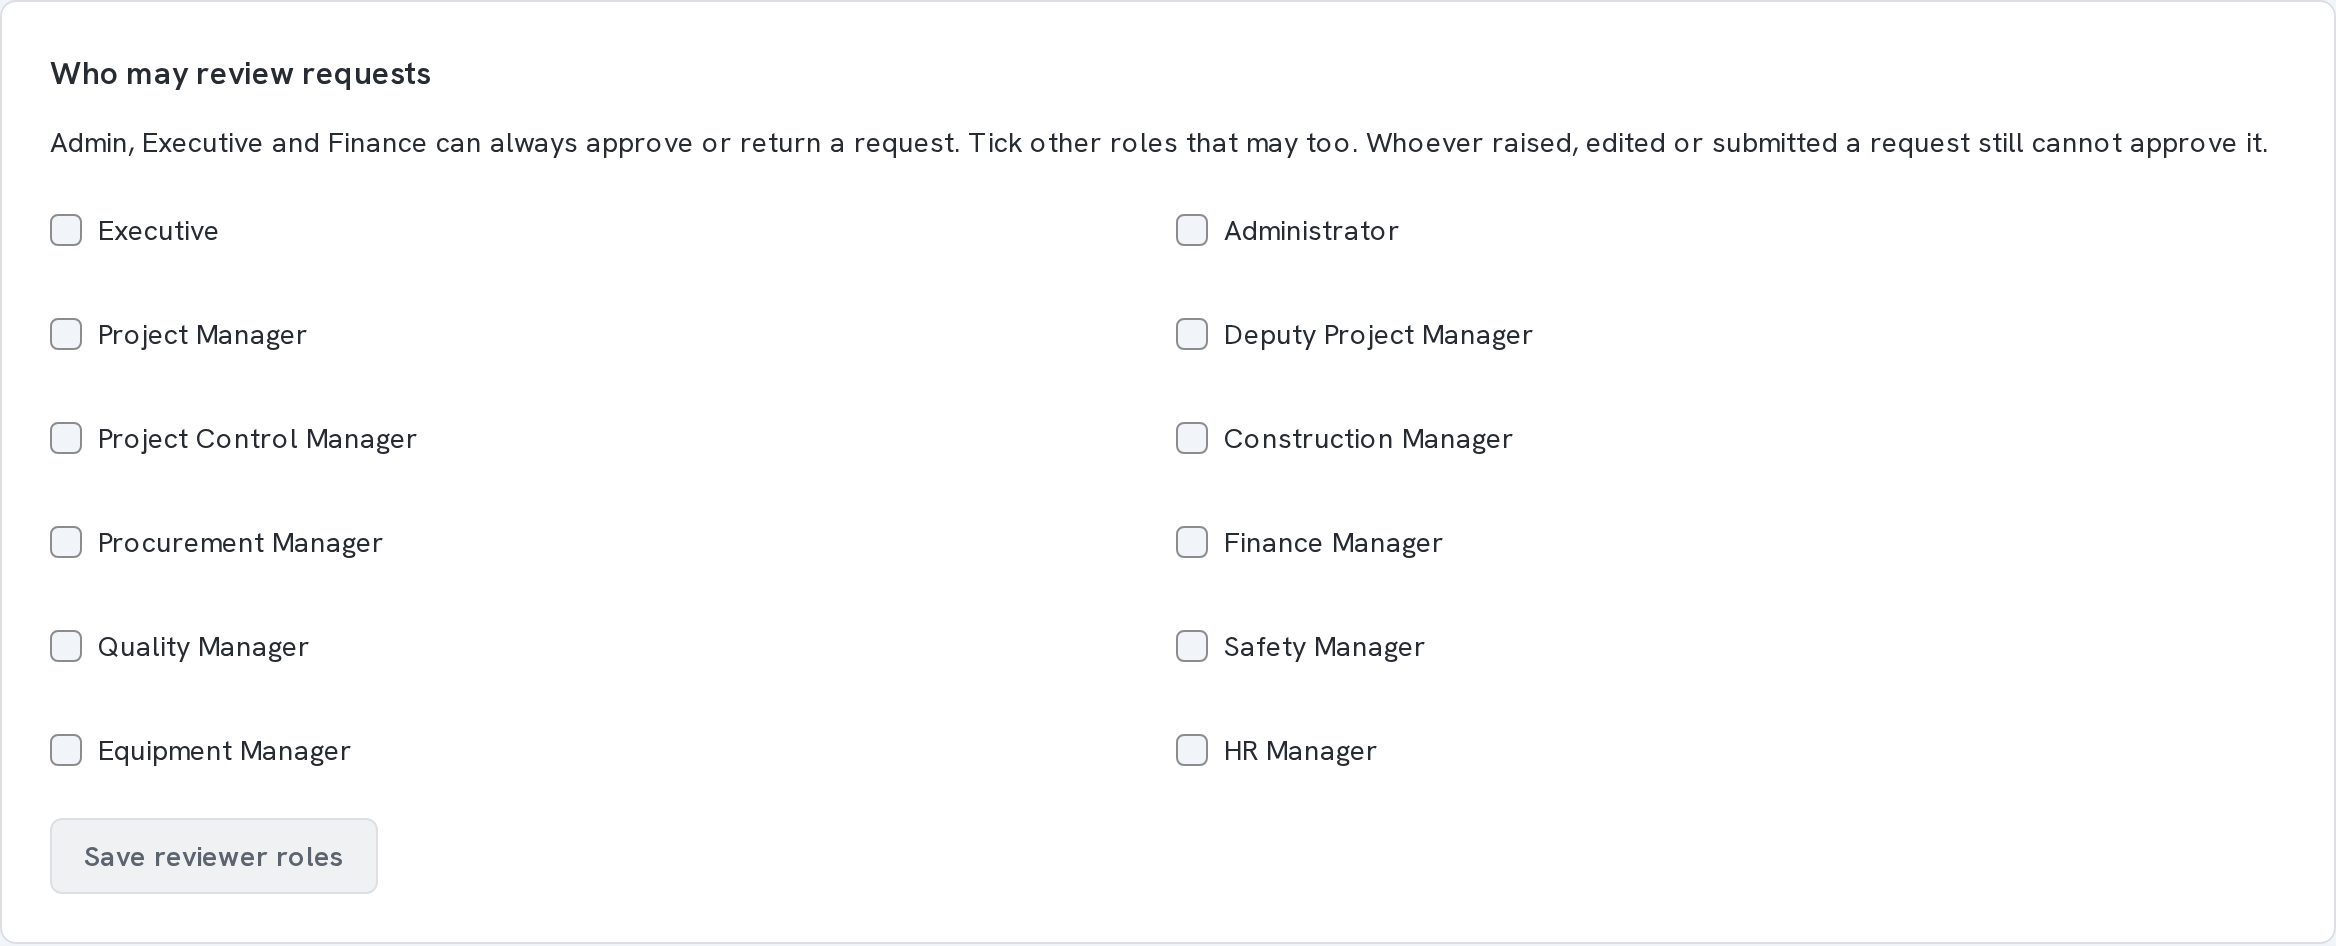 Who may review requests
Admin, Executive and Finance can always approve or return a request. Tick other roles that may too. Whoever raised, edited or submitted a request still cannot approve it.
Executive
Administrator
Project Manager
Deputy Project Manager
Project Control Manager
Construction Manager
Procurement Manager
Finance Manager
Quality Manager
Safety Manager
Equipment Manager
HR Manager
Save reviewer roles